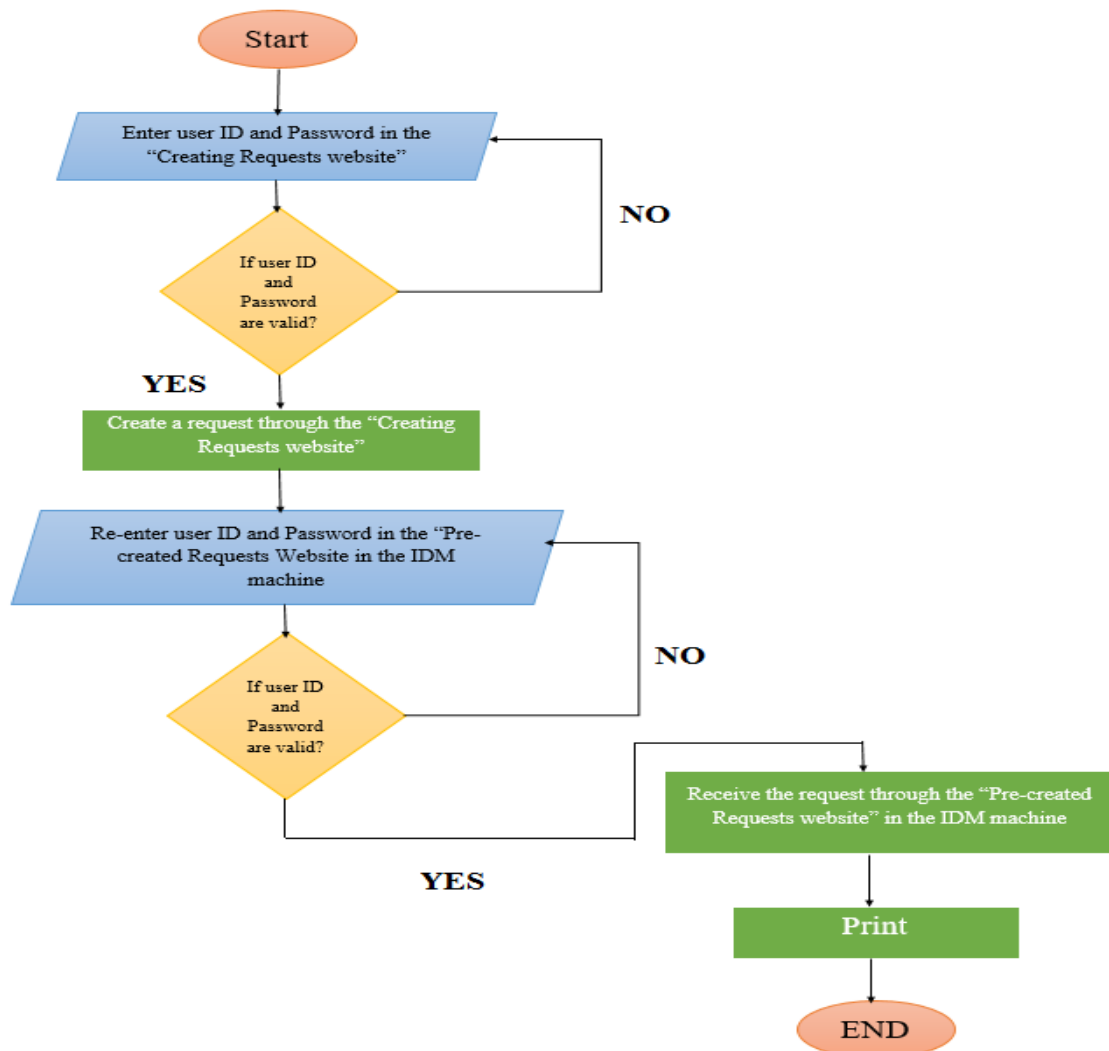 Start
Enter user ID and Password in the
“Creating Requests website”
NO
If user ID
and
Password
are valid?
YES
Create a request through the “Creating
Requests website”
Re-enter user ID and Password in the “Pre-
created Requests Website in the IDM
machine
NO
If user ID
and
Password
are valid?
YES
Receive the request through the “Pre-created
Requests website” in the IDM machine
Print
END